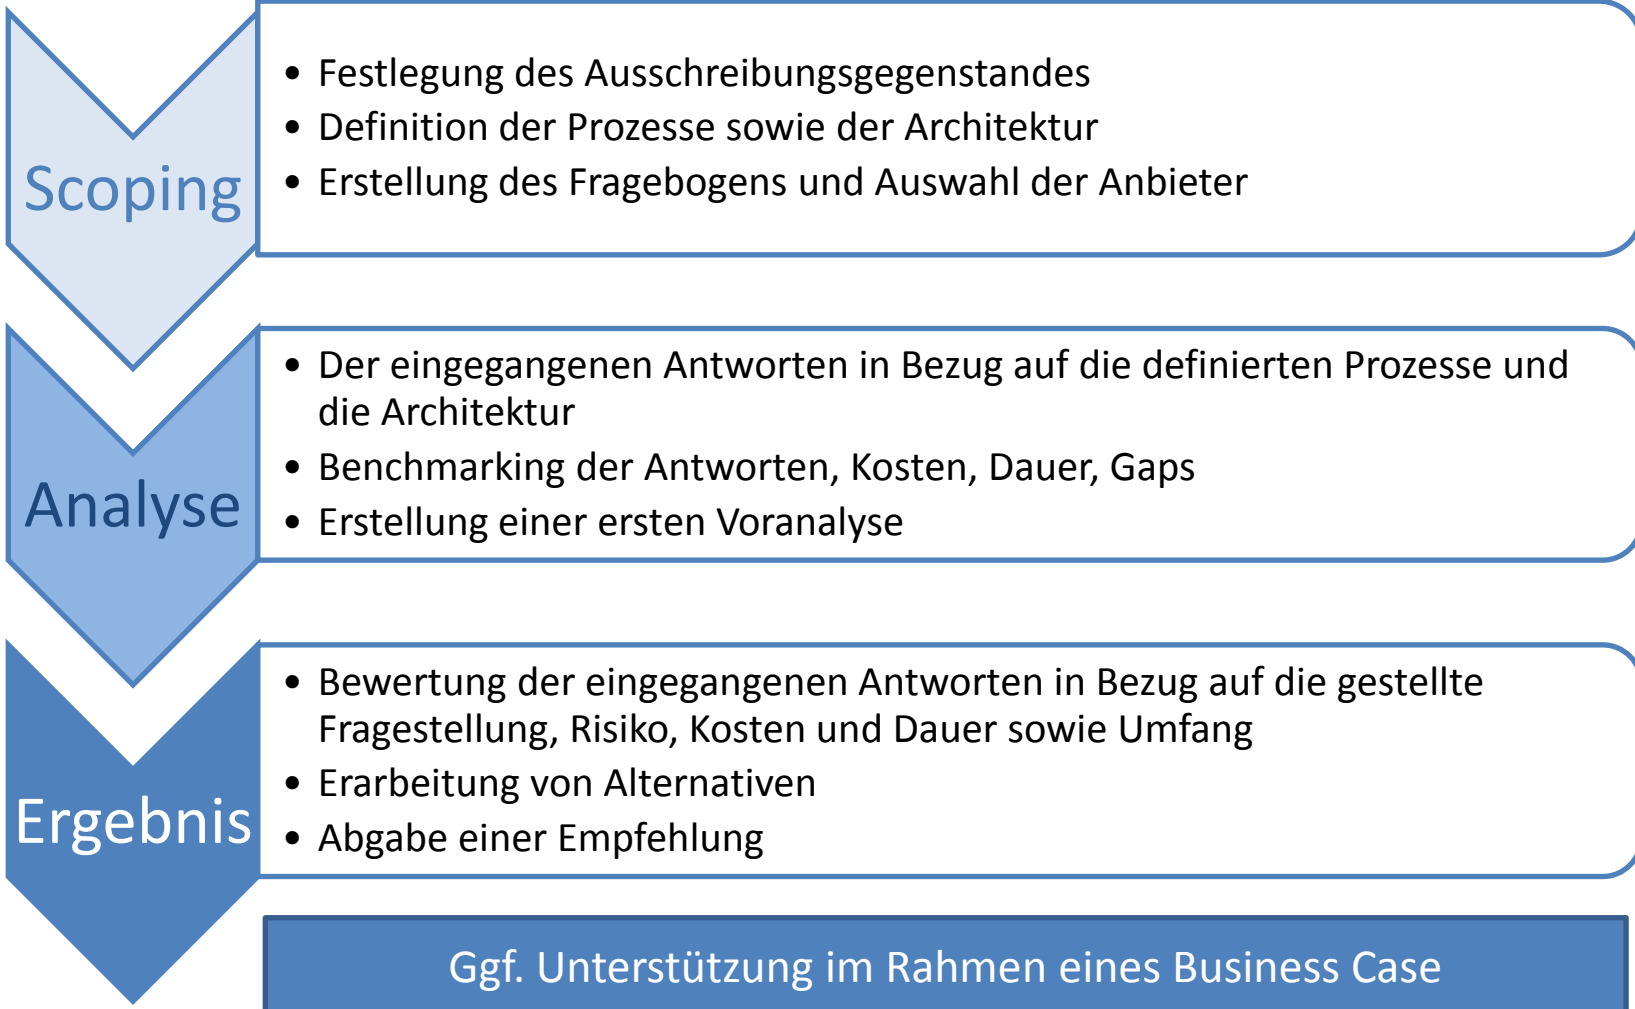 Scoping
• Festlegung des Ausschreibungsgegenstandes
• Definition der Prozesse sowie der Architektur
• Erstellung des Fragebogens und Auswahl der Anbieter
Analyse
• Der eingegangenen Antworten in Bezug auf die definierten Prozesse und
die Architektur
• Benchmarking der Antworten, Kosten, Dauer, Gaps
• Erstellung einer ersten Voranalyse
Ergebnis
• Bewertung der eingegangenen Antworten in Bezug auf die gestellte
Fragestellung, Risiko, Kosten und Dauer sowie Umfang
• Erarbeitung von Alternativen
• Abgabe einer Empfehlung
Ggf. Unterstützung im Rahmen eines Business Case